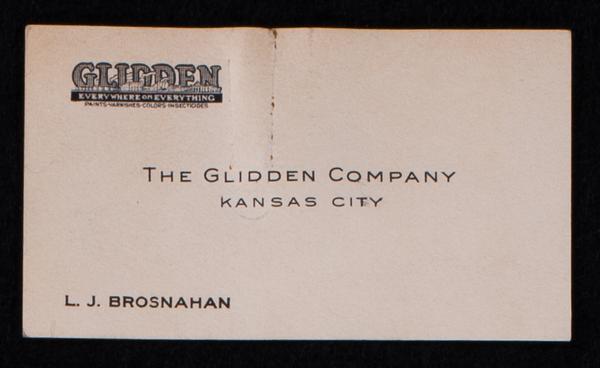 GLIDDEN
EVERYWHERE ON EVERYTHING
PAINTS-VARNISHES-COLORS-INSECTICIDES
THE GLIDDEN COMPANY
KANSAS CITY
L. J. BROSNAHAN